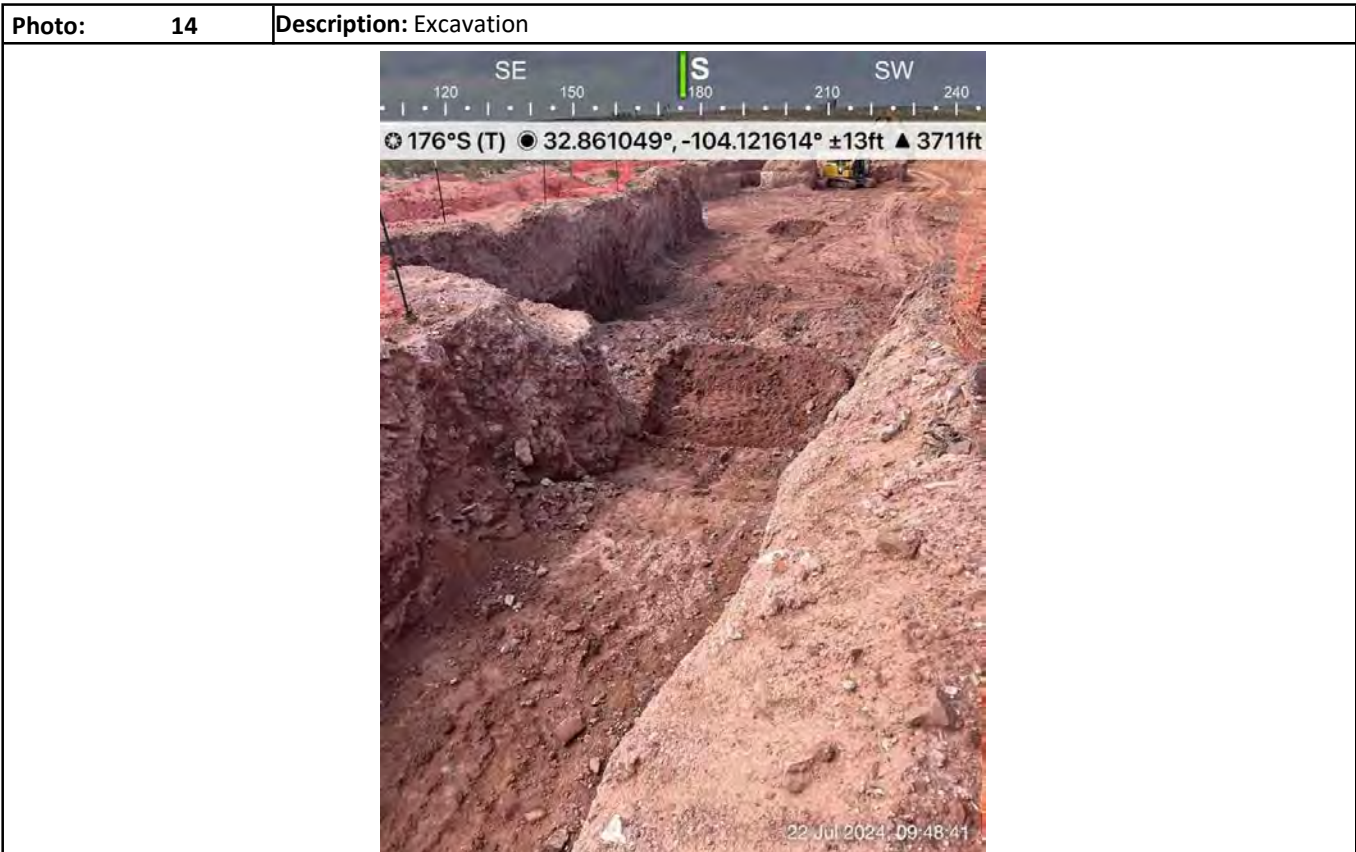 Photo: 14 Description: Excavation
SE S SW
120 150 180 210 240
176°S (T) 32.861049°, -104.121614° ±13ft ▲ 3711ft
22 Jul 2024, 09:48:41